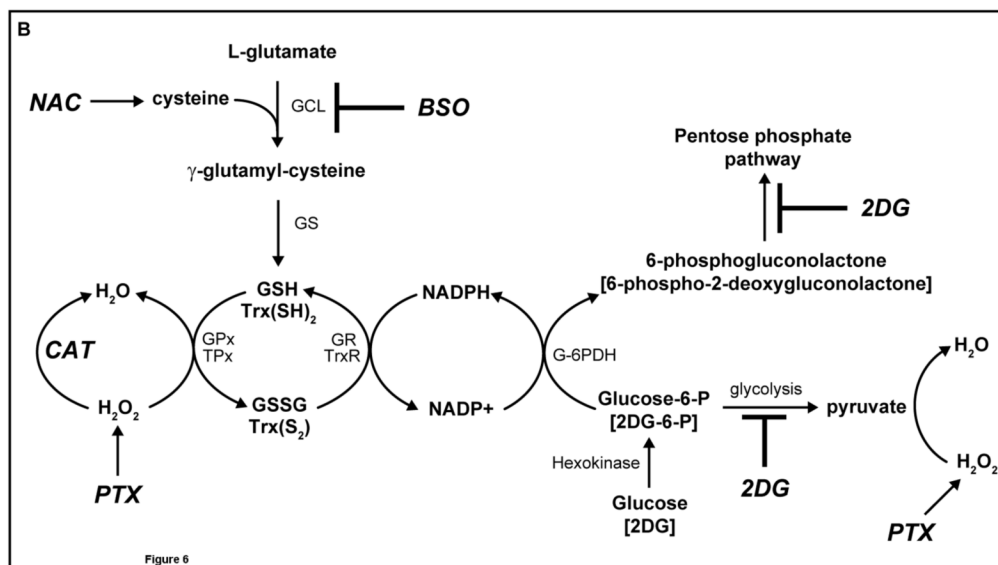 B
L-glutamate
NAC
cysteine
GCL
BSO
γ-glutamyl-cysteine
GS
Pentose phosphate
pathway
2DG
6-phosphogluconolactone
[6-phospho-2-deoxygluconolactone]
H₂O
GSH
Trx(SH)₂
NADPH
CAT
GPx
TPx
GR
TrxR
G-6PDH
H₂O₂
GSSG
Trx(S₂)
NADP+
Glucose-6-P
[2DG-6-P]
glycolysis
pyruvate
H₂O
H₂O₂
PTX
Hexokinase
Glucose
[2DG]
2DG
PTX
Figure 6